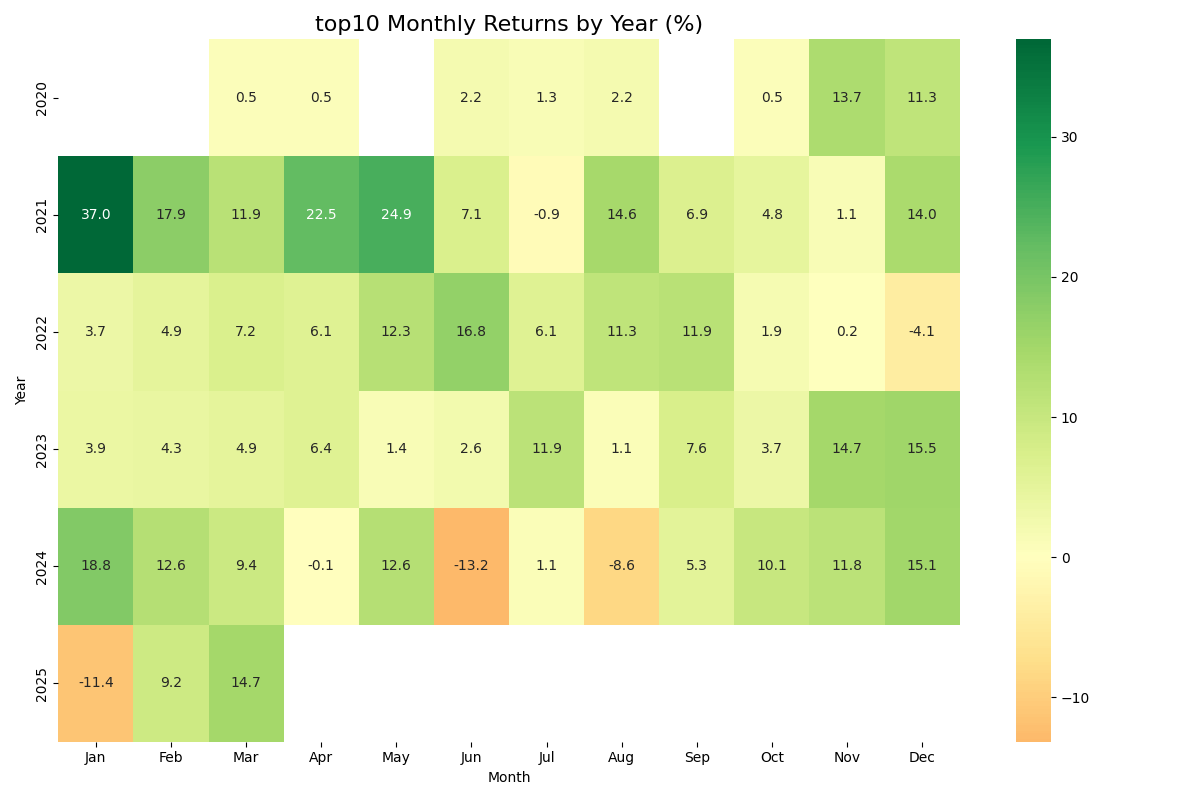 top10 Monthly Returns by Year (%)
2020 0.5 0.5 2.2 1.3 2.2 0.5 13.7 11.3
2021 37.0 17.9 11.9 22.5 24.9 7.1 -0.9 14.6 6.9 4.8 1.1 14.0
2022 3.7 4.9 7.2 6.1 12.3 16.8 6.1 11.3 11.9 1.9 0.2 -4.1
2023 3.9 4.3 4.9 6.4 1.4 2.6 11.9 1.1 7.6 3.7 14.7 15.5
2024 18.8 12.6 9.4 -0.1 12.6 -13.2 1.1 -8.6 5.3 10.1 11.8 15.1
2025 -11.4 9.2 14.7
Year
Jan Feb Mar Apr May Jun Jul Aug Sep Oct Nov Dec
Month
30
20
10
0
−10